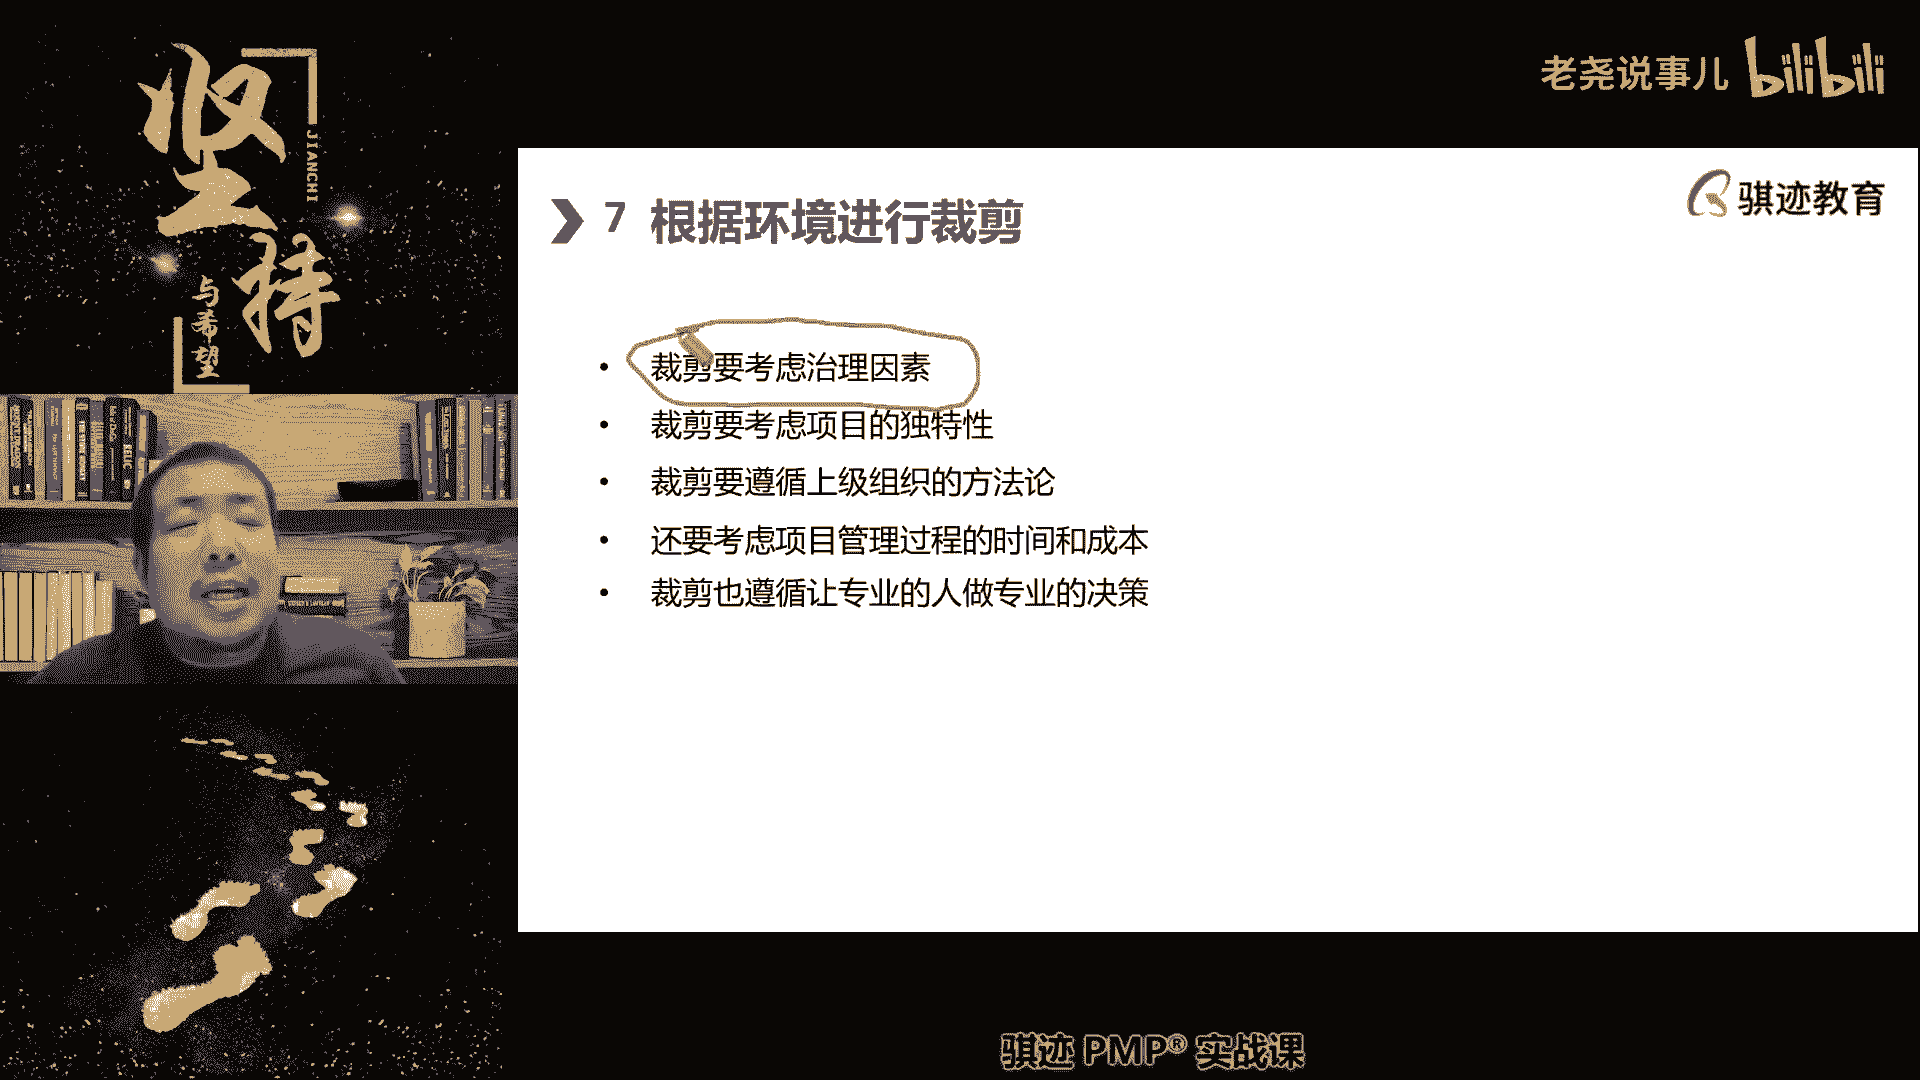 坚持
JIANCHI
与希望
老尧说事儿 bilibili
骐迹教育
7 根据环境进行裁剪
• 裁剪要考虑治理因素
• 裁剪要考虑项目的独特性
• 裁剪要遵循上级组织的方法论
• 还要考虑项目管理过程的时间和成本
• 裁剪也遵循让专业的人做专业的决策
骐迹 PMP® 实战课